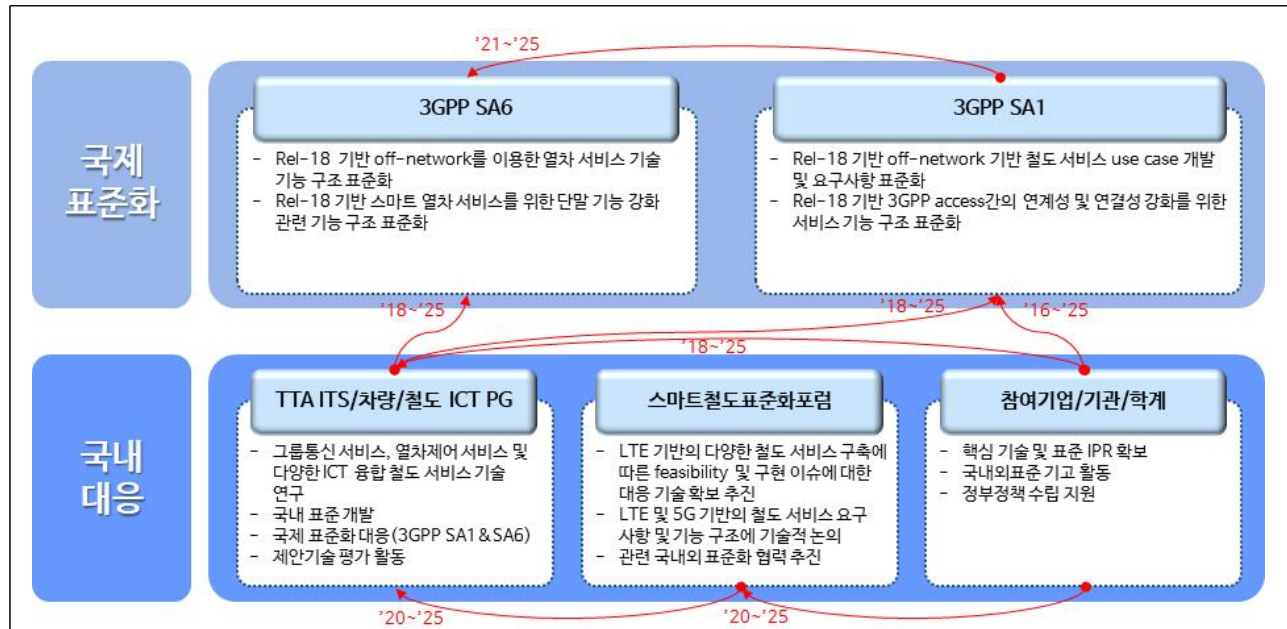 '21~'25
국제
표준화
3GPP SA6
- Rel-18 기반 off-network를 이용한 열차 서비스 기술
기능 구조 표준화
- Rel-18 기반 스마트 열차 서비스를 위한 단말 기능 강화
관련 기능 구조 표준화
3GPP SA1
- Rel-18 기반 off-network 기반 철도 서비스 use case 개발
및 요구사항 표준화
- Rel-18 기반 3GPP access간의 연계성 및 연결성 강화를 위한
서비스 기능 구조 표준화
'18~'25
'18~'25
'16~'25
'18~'25
국내
대응
TTA ITS/차량/철도 ICT PG
- 그룹통신 서비스, 열차제어 서비스 및
다양한 ICT 융합 철도 서비스 기술
연구
- 국내 표준 개발
- 국제 표준화 대응(3GPP SA1 & SA6)
- 제안기술 평가 활동
스마트철도표준화포럼
- LTE 기반의 다양한 철도 서비스 구축에
따른 feasibility 및 구현 이슈에 대한
대응 기술 확보 추진
- LTE 및 5G 기반의 철도 서비스 요구
사항 및 기능 구조에 기술적 논의
- 관련 국내외 표준화 협력 추진
참여기업/기관/학계
- 핵심 기술 및 표준 IPR 확보
- 국내외표준 기고 활동
- 정부정책 수립 지원
'20~'25
'20~'25